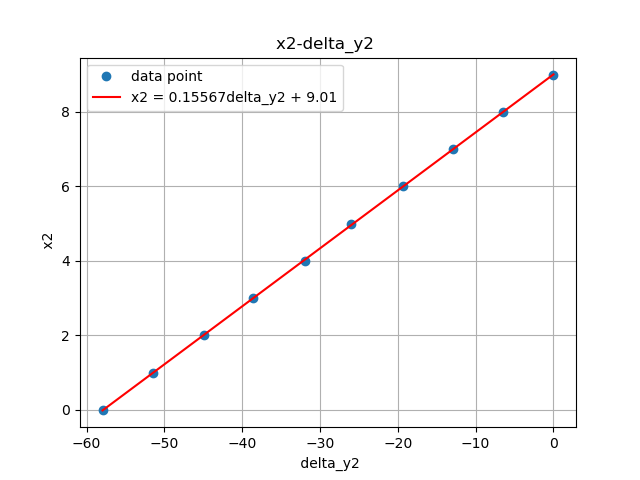 x2-delta_y2
data point
x2 = 0.15567delta_y2 + 9.01
8
6
4
2
0
x2
−60
−50
−40
−30
−20
−10
0
delta_y2